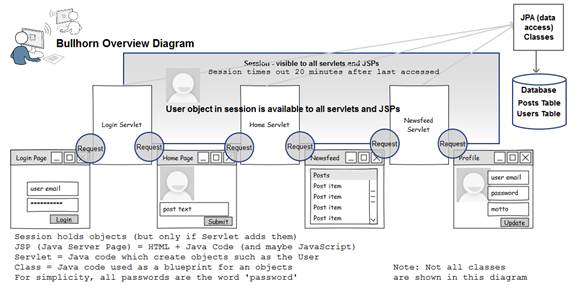 Bullhorn Overview Diagram
JPA (data
access)
Classes
Session - visible to all servlets and JSPs
Session times out 20 minutes after last accessed
User object in session is available to all servlets and JSPs
Database
Posts Table
Users Table
Login Servlet
Home Servlet
Newsfeed
Servlet
Request
Request
Request
Request
Request
Request
Login Page
user email
**********
Login
Home Page
post text
Submit
Newsfeed
Posts
Post item
Post item
Post item
Post item
Profile
user email
password
motto
Update
Session holds objects (but only if Servlet adds them)
JSP (Java Server Page) = HTML + Java Code (and maybe JavaScript)
Servlet = Java code which create objects such as the User
Class = Java code used as a blueprint for an objects
For simplicity, all passwords are the word 'password'
Note: Not all classes
are shown in this diagram